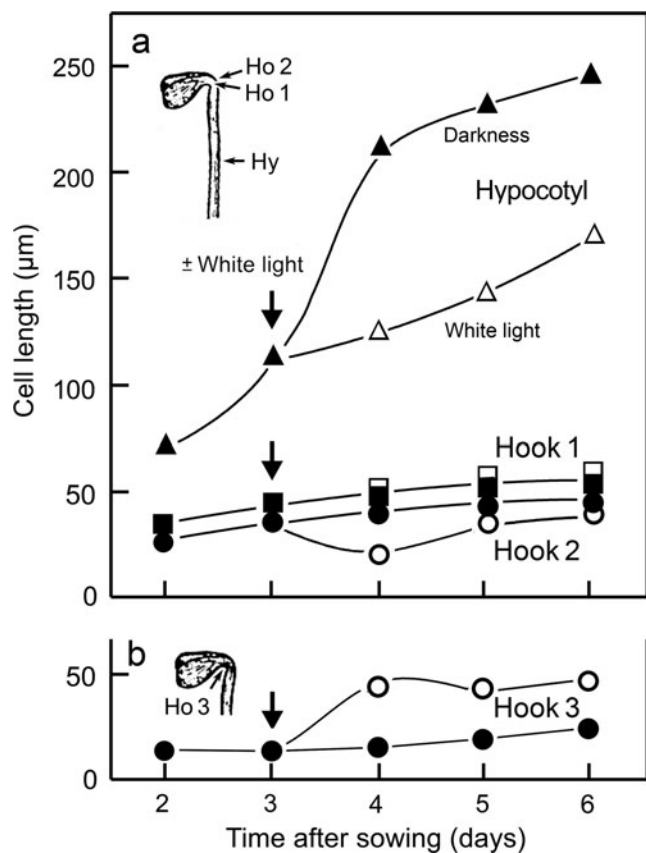 a
250
200
150
100
50
0
Cell length (µm)
Ho 2
Ho 1
Hy
± White light
Darkness
Hypocotyl
White light
Hook 1
Hook 2
b
50
0
Ho 3
Hook 3
2 3 4 5 6
Time after sowing (days)